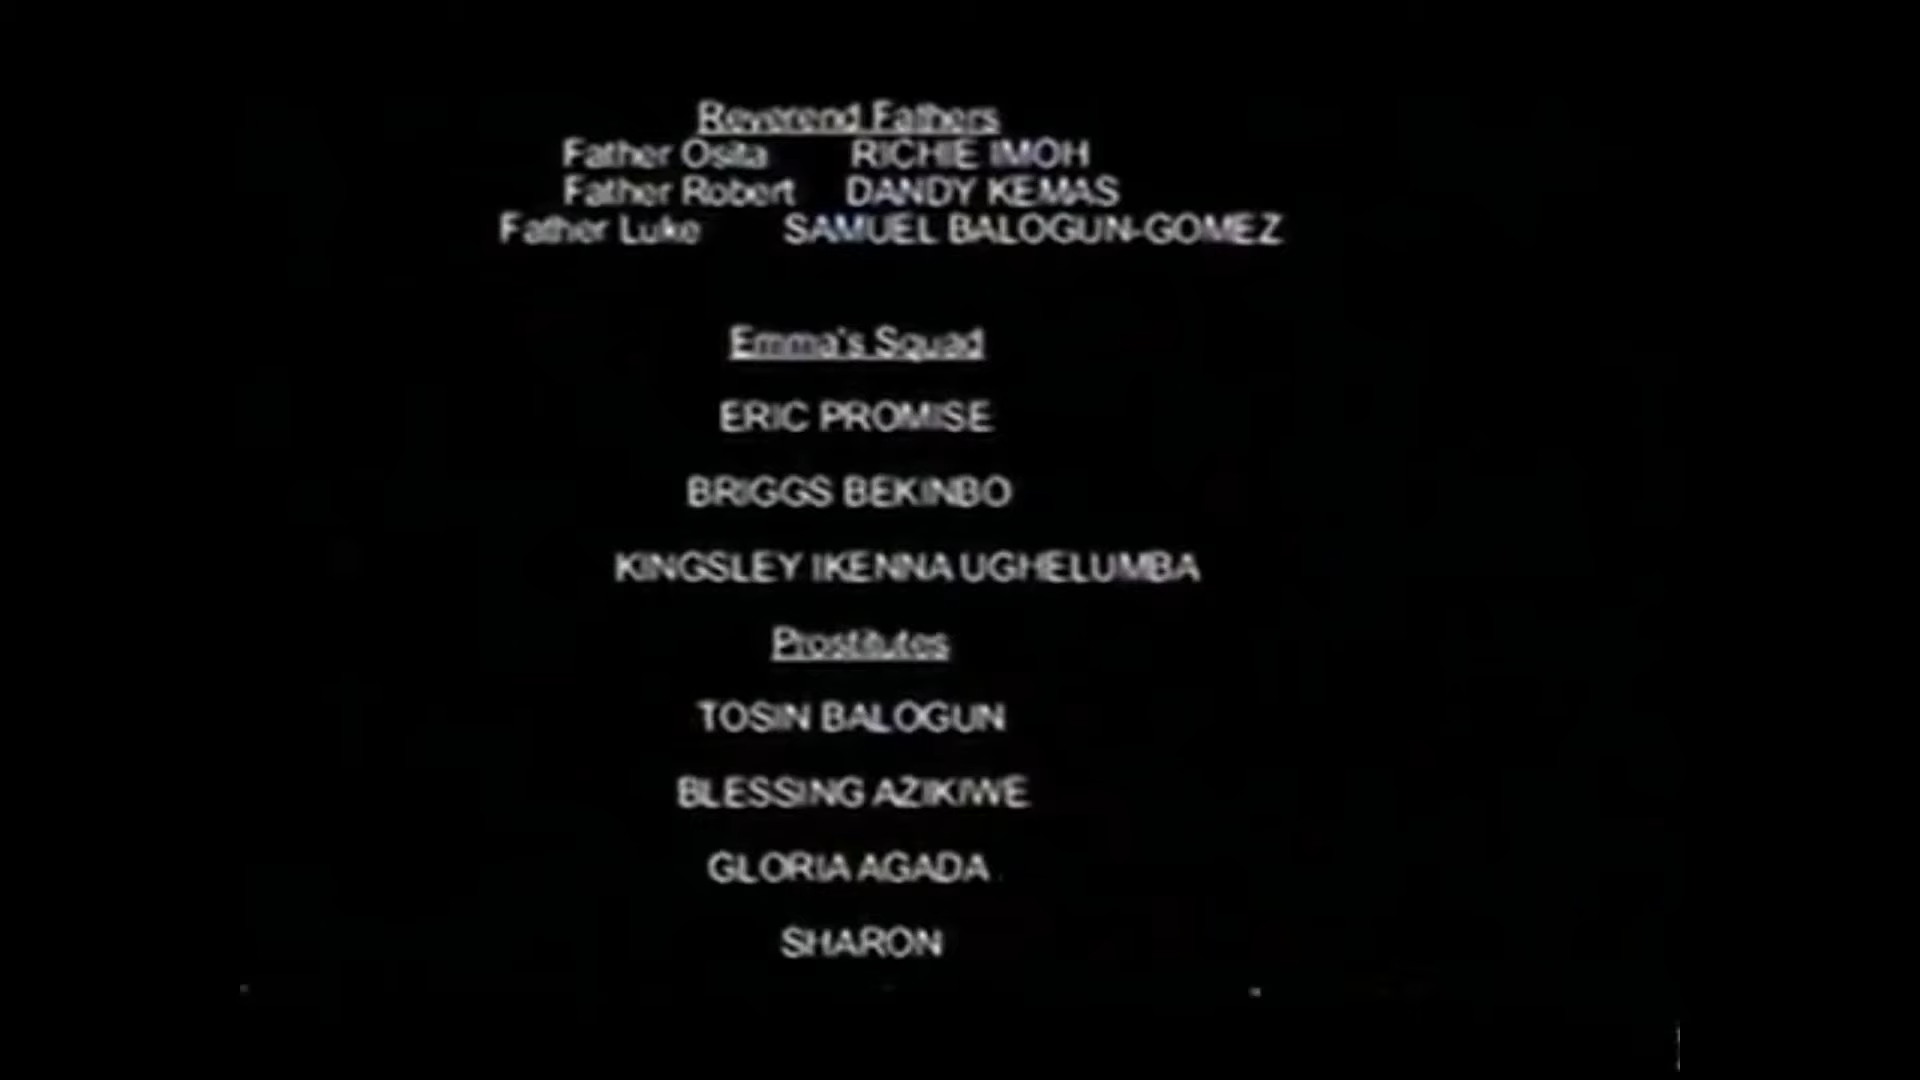 Reverend Fathers
Father Osita RICHIE IMOH
Father Robert DANDY KEMAS
Father Luke SAMUEL BALOGUN-GOMEZ
Emma's Squad
ERIC PROMISE
BRIGGS BEKINBO
KINGSLEY IKENNA UGHELUMBA
Prostitutes
TOSIN BALOGUN
BLESSING AZIKIWE
GLORIA AGADA
SHARON